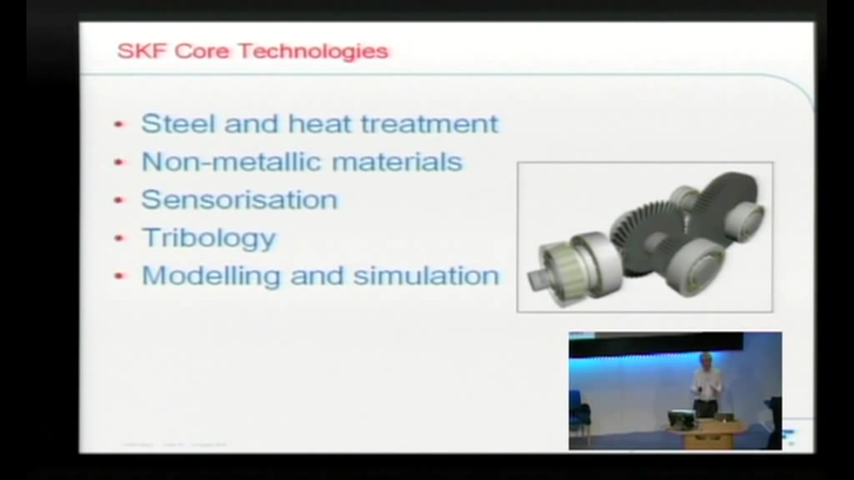 SKF Core Technologies
• Steel and heat treatment
• Non-metallic materials
• Sensorisation
• Tribology
• Modelling and simulation